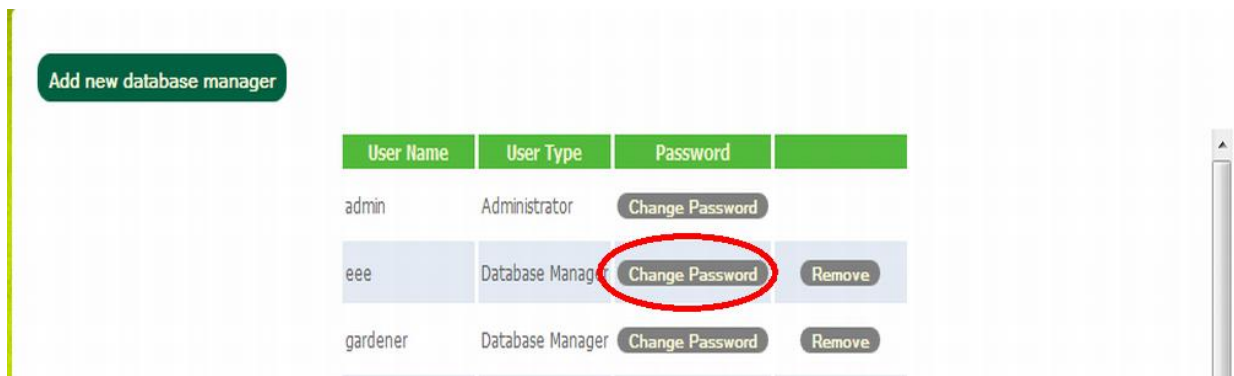 Add new database manager
User Name User Type Password
admin Administrator Change Password
eee Database Manager Change Password Remove
gardener Database Manager Change Password Remove